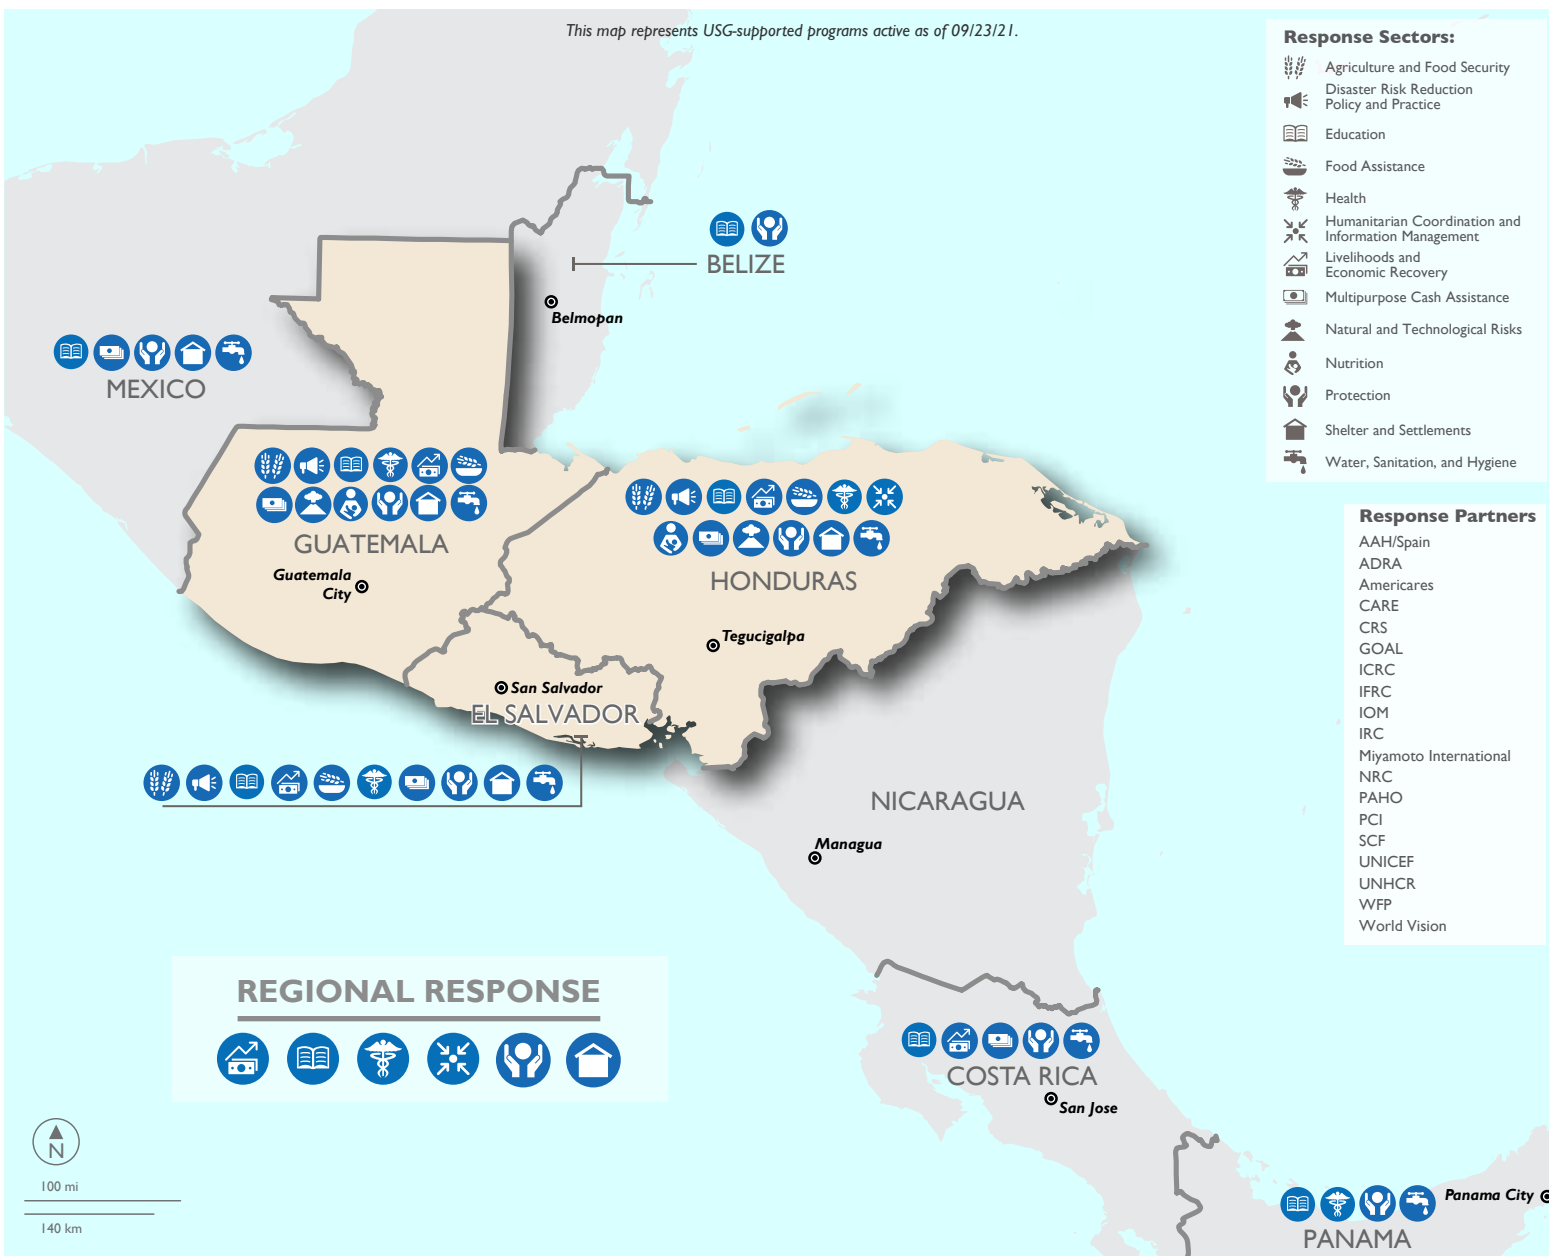 This map represents USG-supported programs active as of 09/23/21.
Response Sectors:
Agriculture and Food Security
Disaster Risk Reduction
Policy and Practice
Education
Food Assistance
Health
Humanitarian Coordination and
Information Management
Livelihoods and
Economic Recovery
Multipurpose Cash Assistance
Natural and Technological Risks
Nutrition
Protection
Shelter and Settlements
Water, Sanitation, and Hygiene
Response Partners
AAH/Spain
ADRA
Americares
CARE
CRS
GOAL
ICRC
IFRC
IOM
IRC
Miyamoto International
NRC
PAHO
PCI
SCF
UNICEF
UNHCR
WFP
World Vision
BELIZE
Belmopan
MEXICO
GUATEMALA
Guatemala
City
HONDURAS
Tegucigalpa
San Salvador
EL SALVADOR
NICARAGUA
Managua
REGIONAL RESPONSE
COSTA RICA
San Jose
Panama City
PANAMA
N
100 mi
140 km